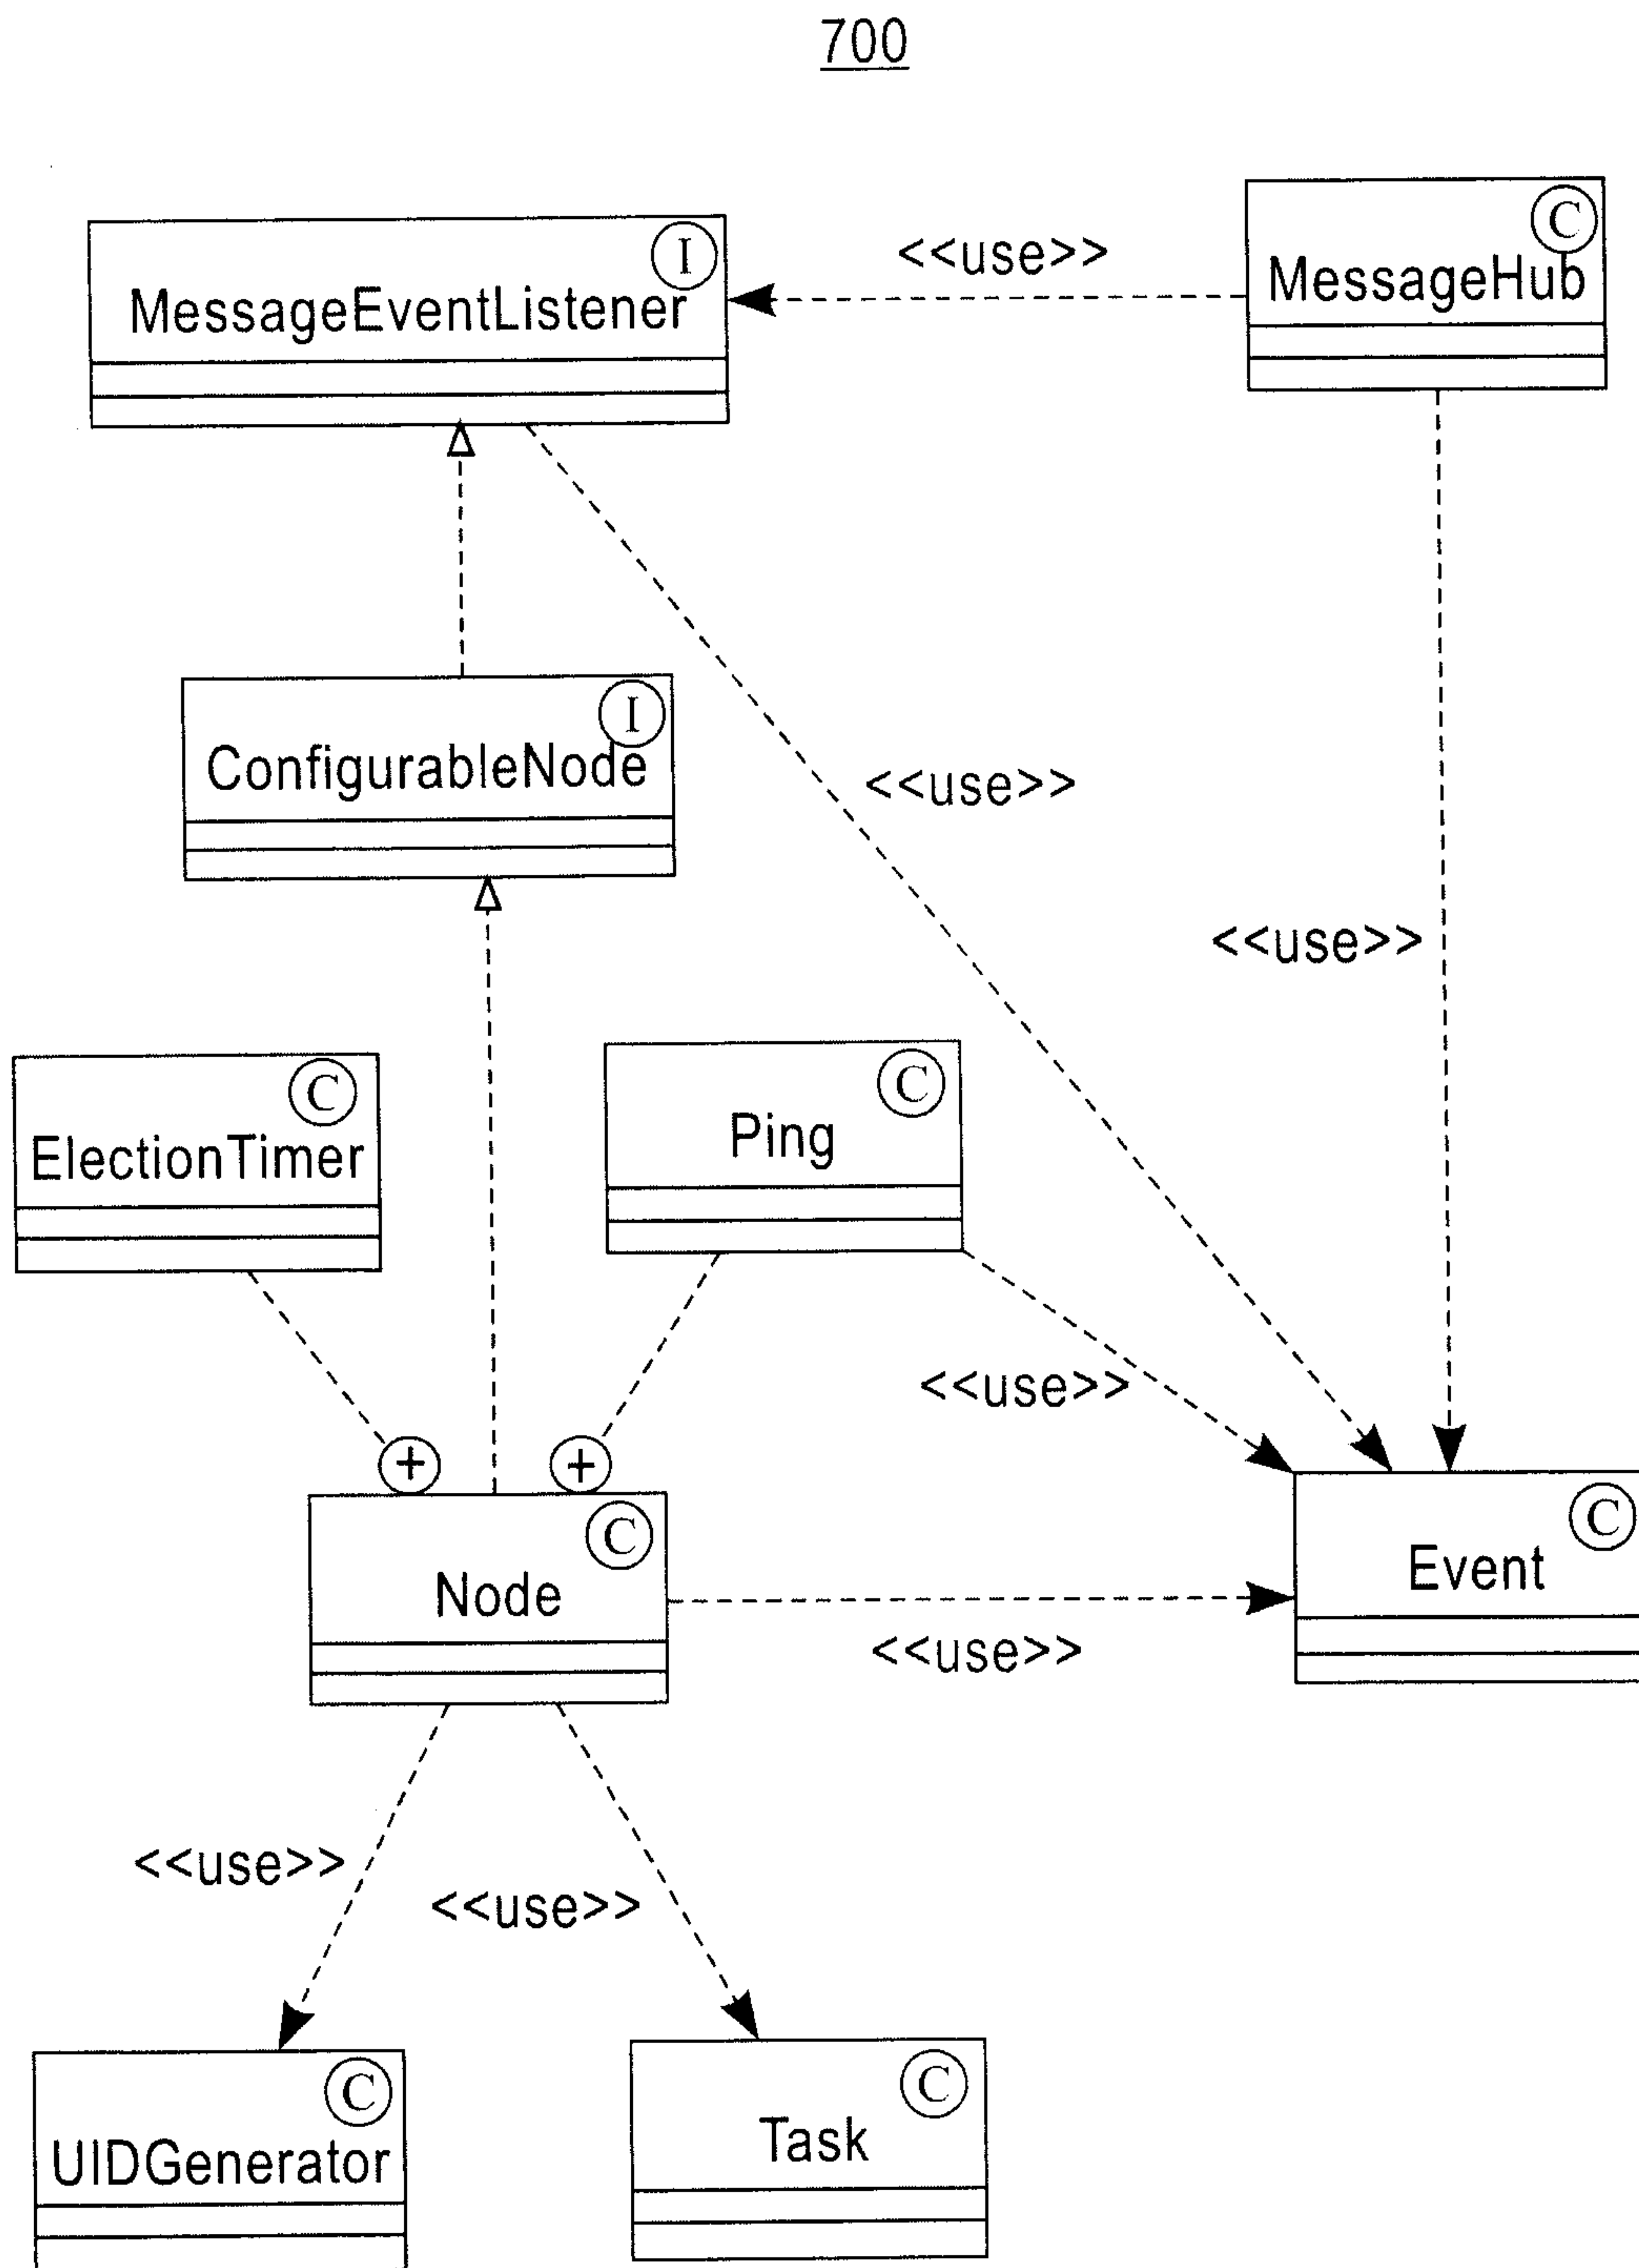 700
I
MessageEventListener
<<use>>
C
MessageHub
I
ConfigurableNode
<<use>>
<<use>>
C
ElectionTimer
C
Ping
<<use>>
+
+
C
Node
<<use>>
C
Event
<<use>>
<<use>>
C
UIDGenerator
C
Task